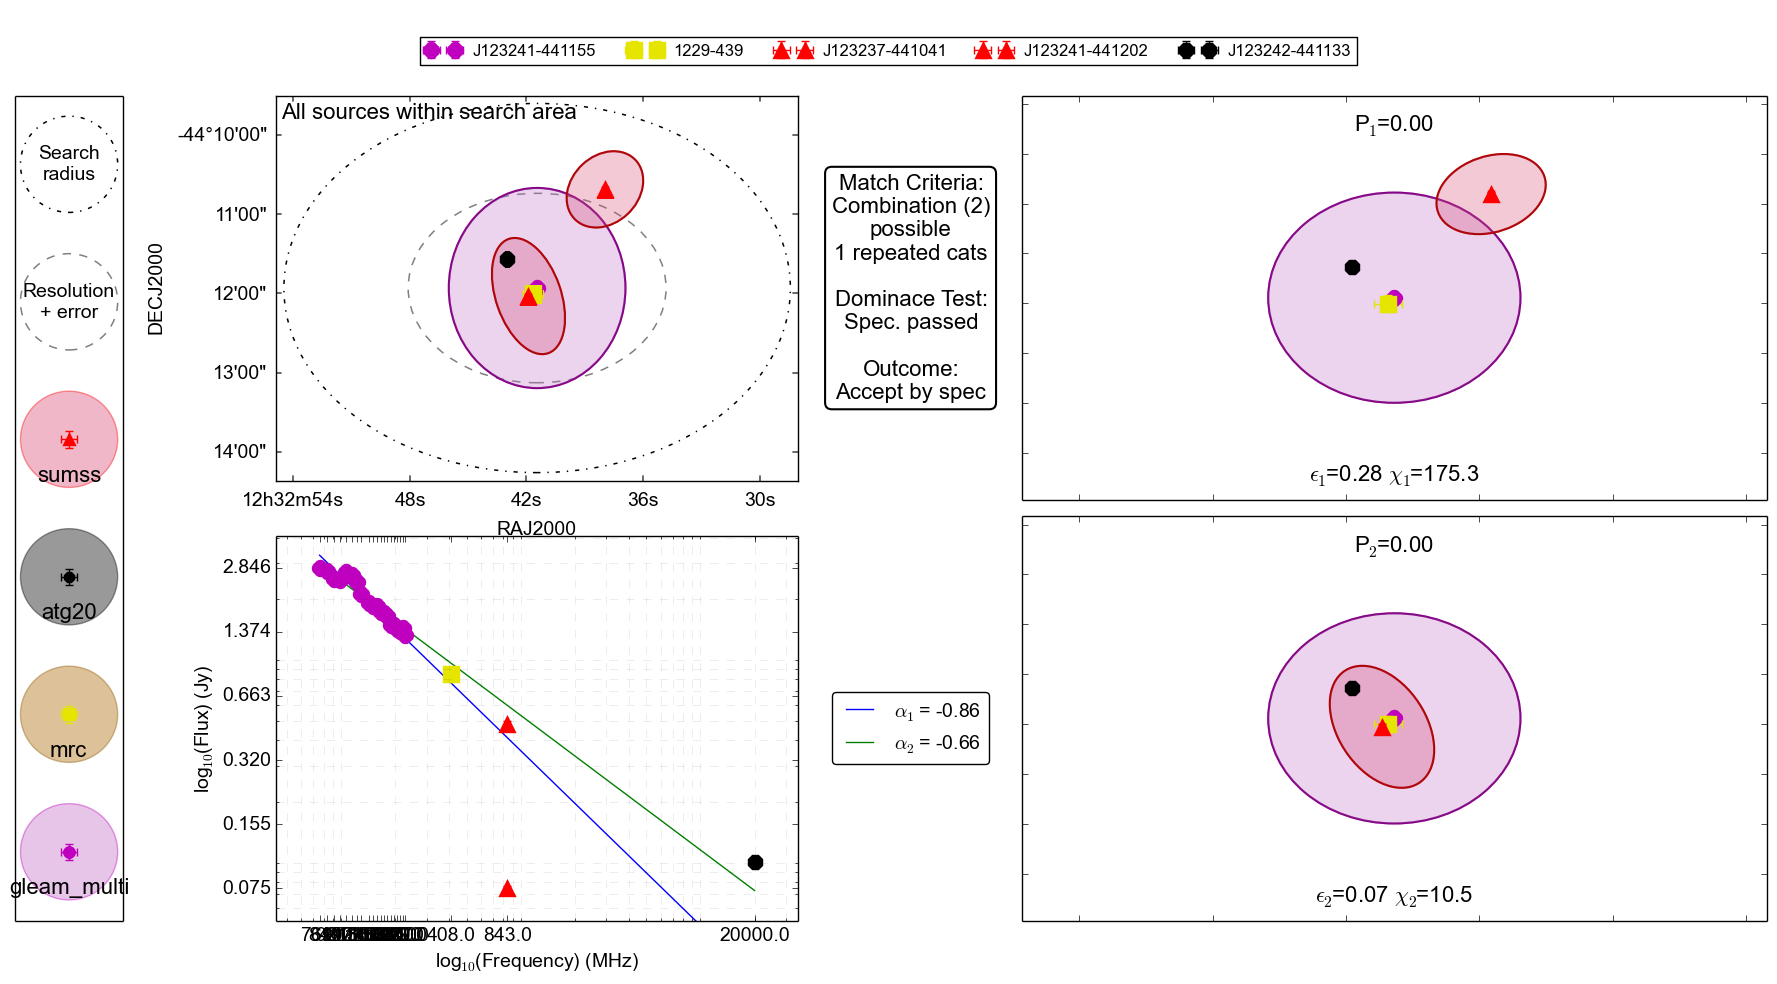 J123241-441155 1229-439 J123237-441041 J123241-441202 J123242-441133
Search
radius
Resolution
+ error
sumss
atg20
mrc
gleam_multi
All sources within search area
DECJ2000
-44°10'00"
11'00"
12'00"
13'00"
14'00"
12h32m54s 48s 42s 36s 30s
RAJ2000
Match Criteria:
Combination (2)
possible
1 repeated cats
Dominace Test:
Spec. passed
Outcome:
Accept by spec
P1=0.00
ϵ1=0.28 χ1=175.3
log10(Flux) (Jy)
2.846
1.374
0.663
0.320
0.155
0.075
408.0 843.0 20000.0
log10(Frequency) (MHz)
α1 = -0.86
α2 = -0.66
P2=0.00
ϵ2=0.07 χ2=10.5